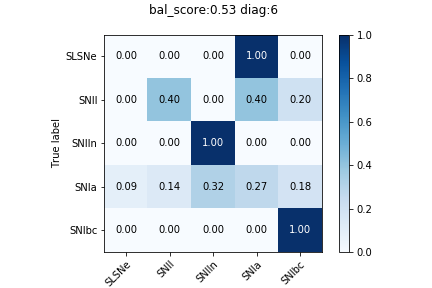 bal_score:0.53 diag:6
SLSNe 0.00 0.00 0.00 1.00 0.00
SNII 0.00 0.40 0.00 0.40 0.20
SNIIn 0.00 0.00 1.00 0.00 0.00
SNIa 0.09 0.14 0.32 0.27 0.18
SNIbc 0.00 0.00 0.00 0.00 1.00
SLSNe SNII SNIIn SNIa SNIbc
True label
1.0
0.8
0.6
0.4
0.2
0.0